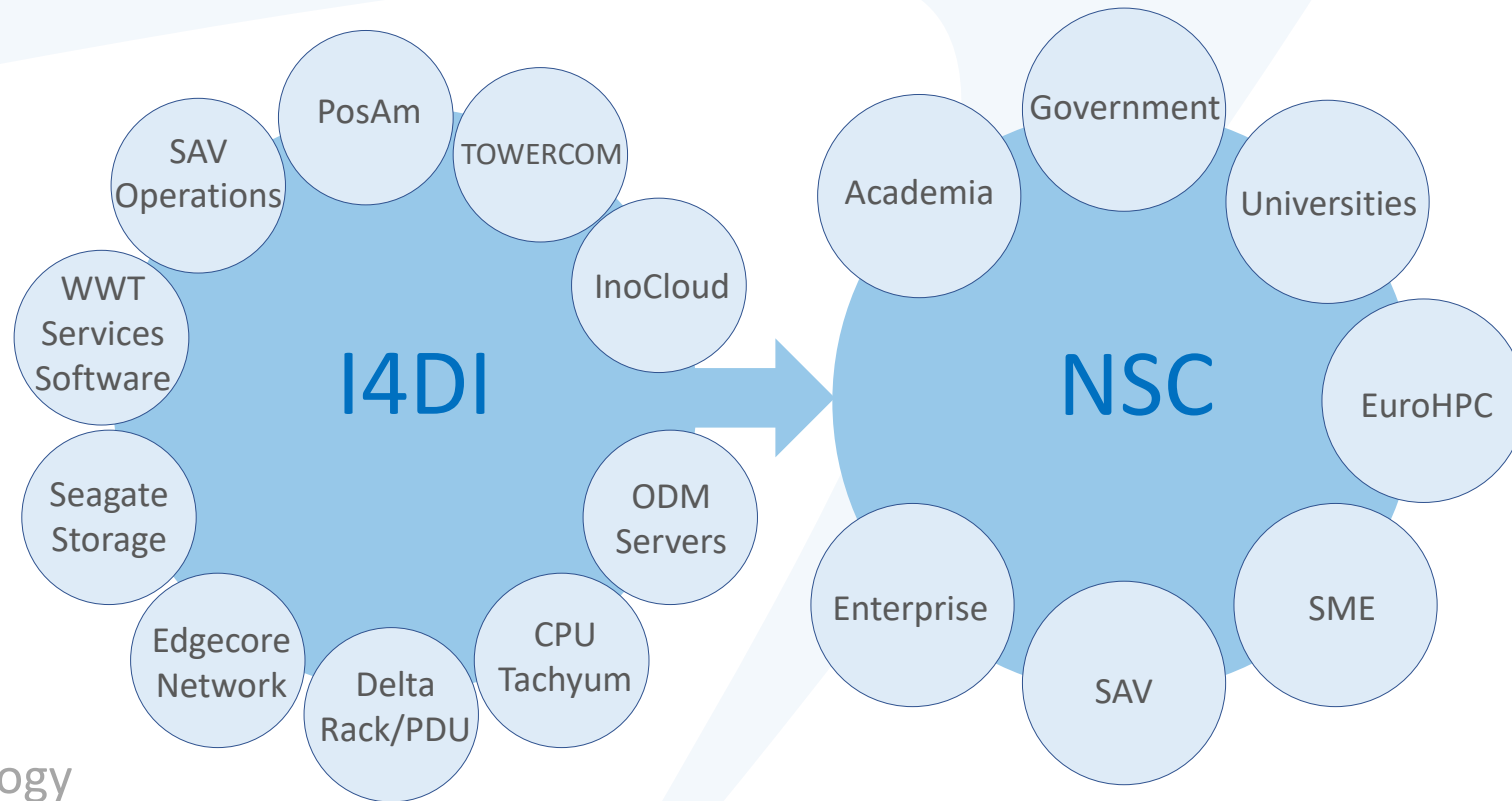 PosAm
SAV
Operations
TOWERCOM
InoCloud
WWT
Services
Software
I4DI
Seagate
Storage
ODM
Servers
Edgecore
Network
CPU
Tachyum
Delta
Rack/PDU
Government
Academia
Universities
NSC
EuroHPC
Enterprise
SME
SAV
ogy